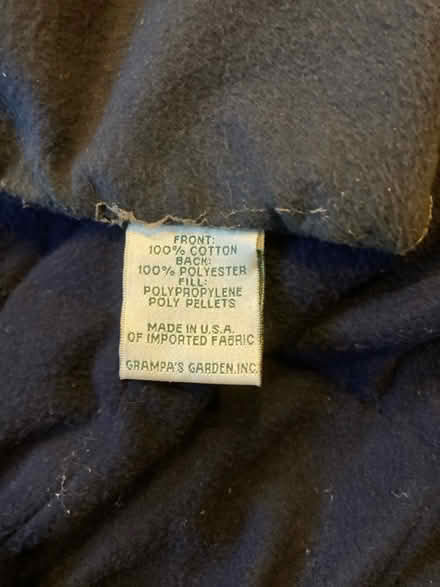 FRONT:
100% COTTON
BACK:
100% POLYESTER
FILL:
POLYPROPYLENE
POLY PELLETS
MADE IN U.S.A.
OF IMPORTED FABRIC
GRAMPA'S GARDEN,INC.